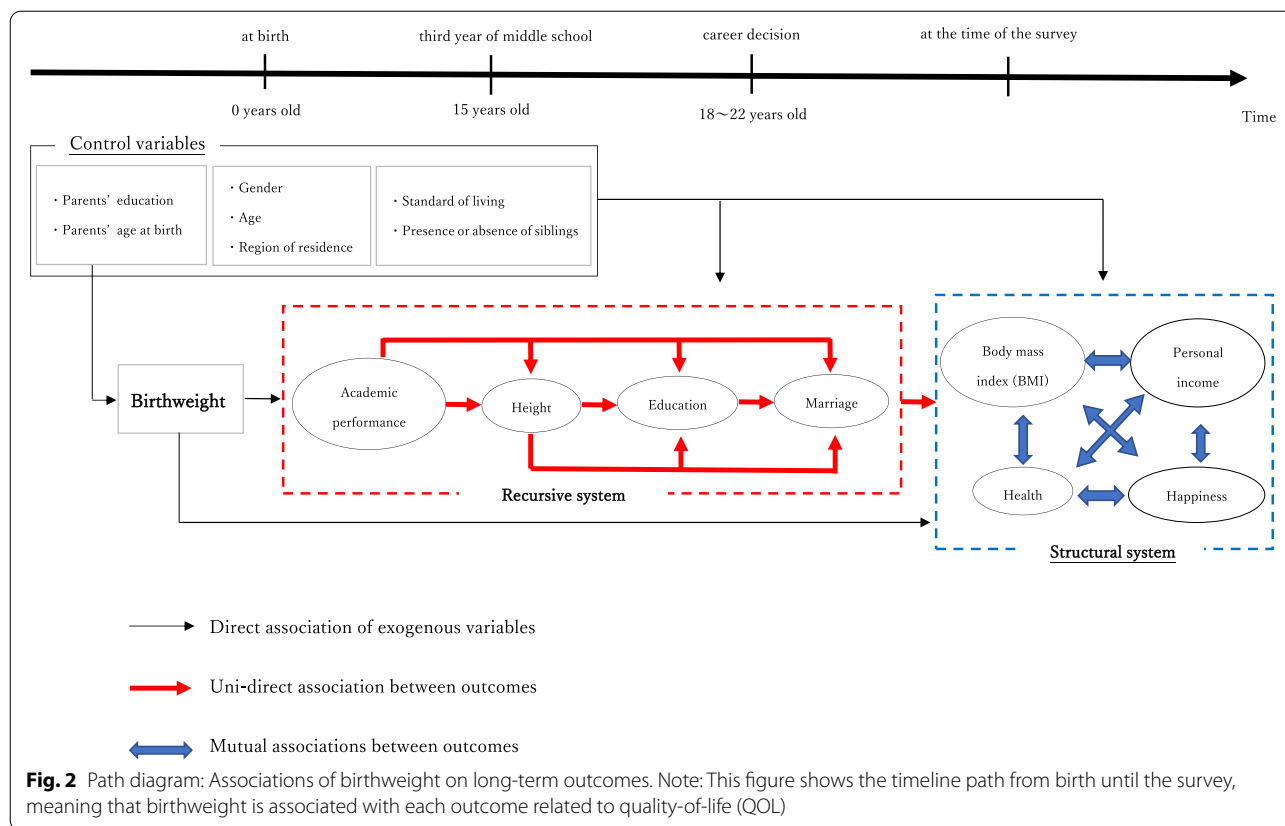 at birth
third year of middle school
career decision
at the time of the survey
0 years old
15 years old
18～22 years old
Time
Control variables
・Parents’ education
・Parents’ age at birth
・Gender
・Age
・Region of residence
・Standard of living
・Presence or absence of siblings
Birthweight
Academic
performance
Height
Education
Marriage
Recursive system
Body mass
index (BMI)
Personal
income
Health
Happiness
Structural system
Direct association of exogenous variables
Uni-direct association between outcomes
Mutual associations between outcomes
Fig. 2 Path diagram: Associations of birthweight on long-term outcomes. Note: This figure shows the timeline path from birth until the survey,
meaning that birthweight is associated with each outcome related to quality-of-life (QOL)